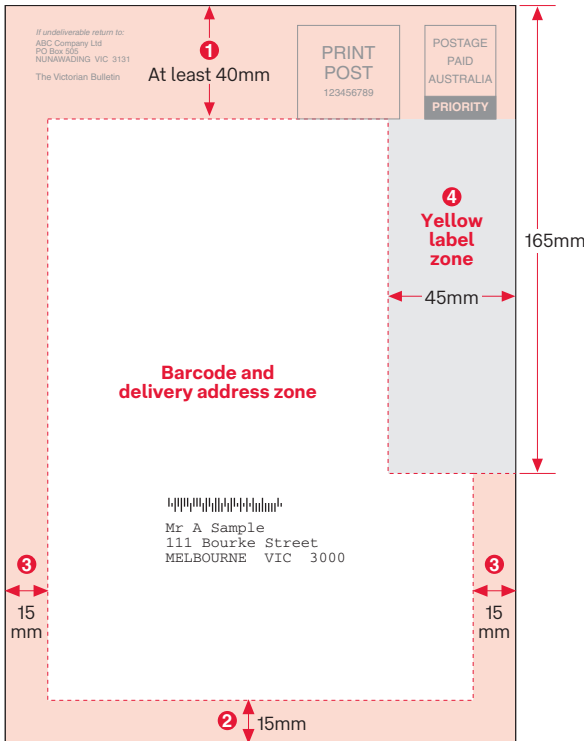 If undeliverable return to:
ABC Company Ltd
PO Box 505
NUNAWADING VIC 3131
The Victorian Bulletin
1
At least 40mm
PRINT
POST
123456789
POSTAGE
PAID
AUSTRALIA
PRIORITY
4
Yellow
label
zone
165mm
45mm
Barcode and
delivery address zone
Mr A Sample
111 Bourke Street
MELBOURNE VIC 3000
3
15
mm
3
15
mm
2 15mm